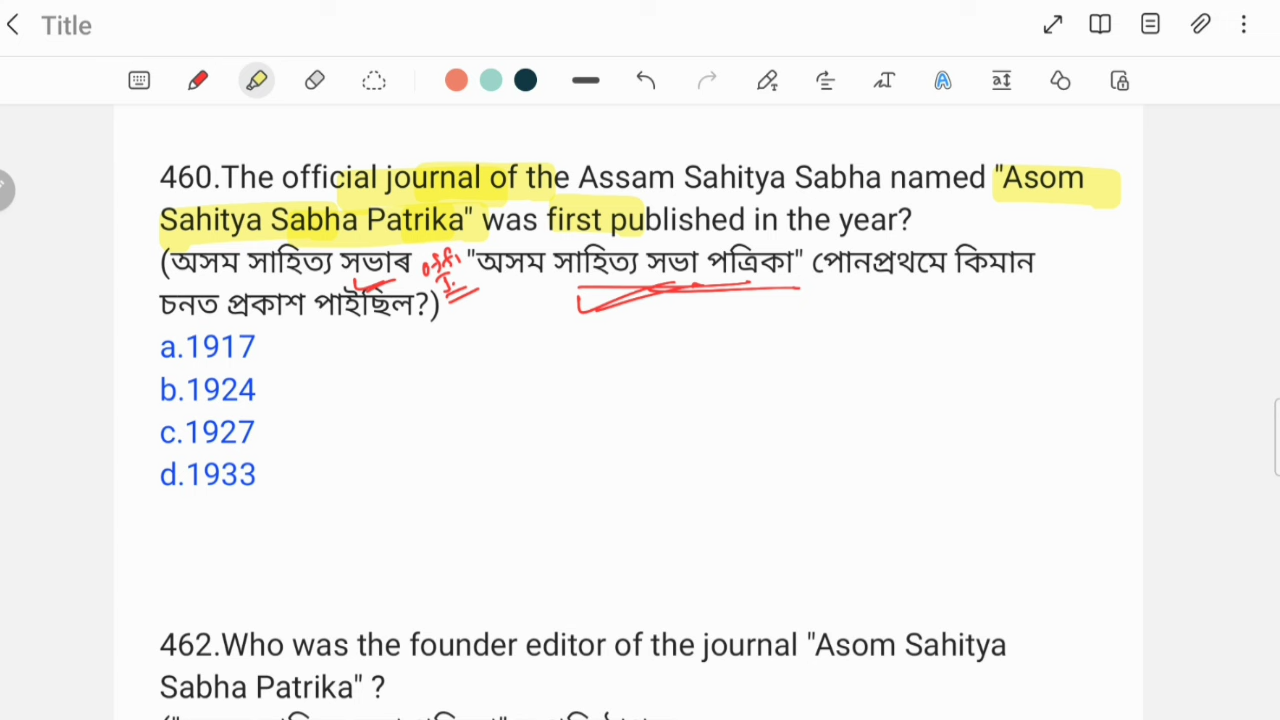 Title
460.The official journal of the Assam Sahitya Sabha named "Asom
Sahitya Sabha Patrika" was first published in the year?
(অসম সাহিত্য সভাৰ offi "অসম সাহিত্য সভা পত্রিকা" পোনপ্ৰথমে কিমান
চনত প্ৰকাশ পাইছিল?)
a.1917
b.1924
c.1927
d.1933
462.Who was the founder editor of the journal "Asom Sahitya
Sabha Patrika" ?